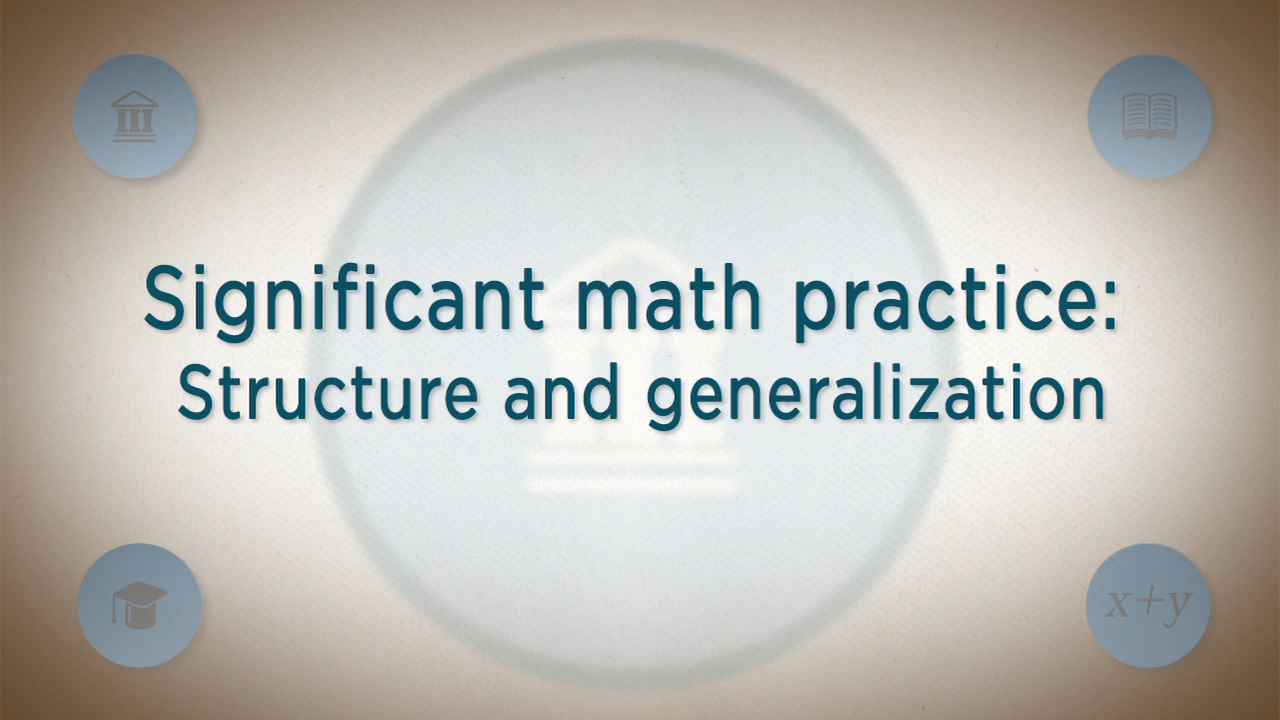 Significant math practice:
Structure and generalization
x+y